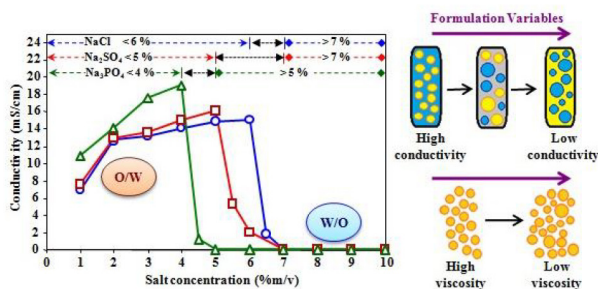 24
22
20
18
16
14
12
10
8
6
4
2
0
Conductivity (mS/cm)
NaCl <6 % >7 %
Na₂SO₄ <5 % >7 %
Na₃PO₄ <4 % >5 %
O/W
W/O
0 1 2 3 4 5 6 7 8 9 10
Salt concentration (%m/v)
Formulation Variables
High
conductivity
Low
conductivity
High
viscosity
Low
viscosity